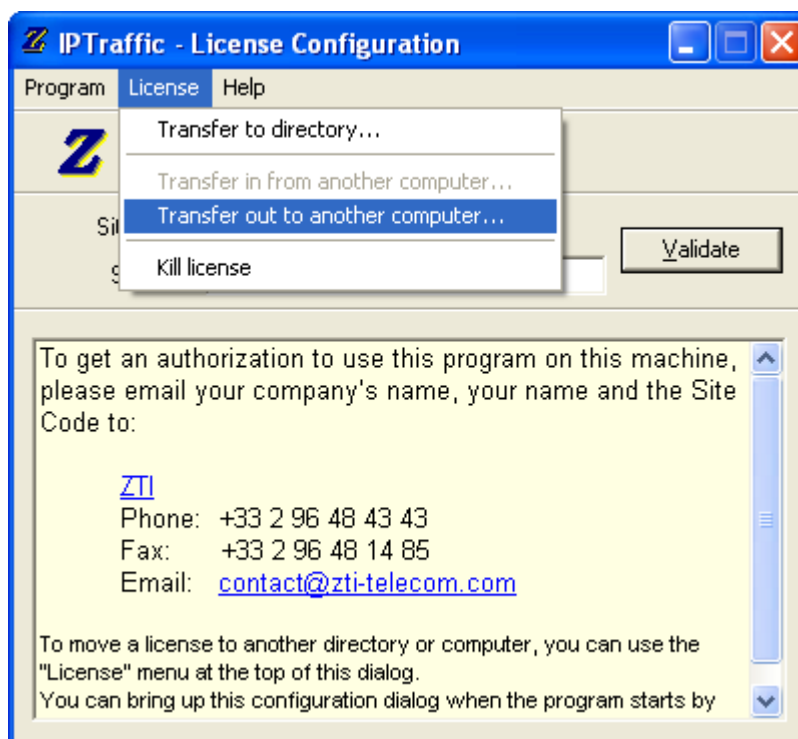 IPTraffic - License Configuration
Program License Help
Transfer to directory...
Transfer in from another computer...
Transfer out to another computer...
Kill license
Validate
To get an authorization to use this program on this machine,
please email your company's name, your name and the Site
Code to:
ZTI
Phone: +33 2 96 48 43 43
Fax: +33 2 96 48 14 85
Email: contact@zti-telecom.com
To move a license to another directory or computer, you can use the
"License" menu at the top of this dialog.
You can bring up this configuration dialog when the program starts by